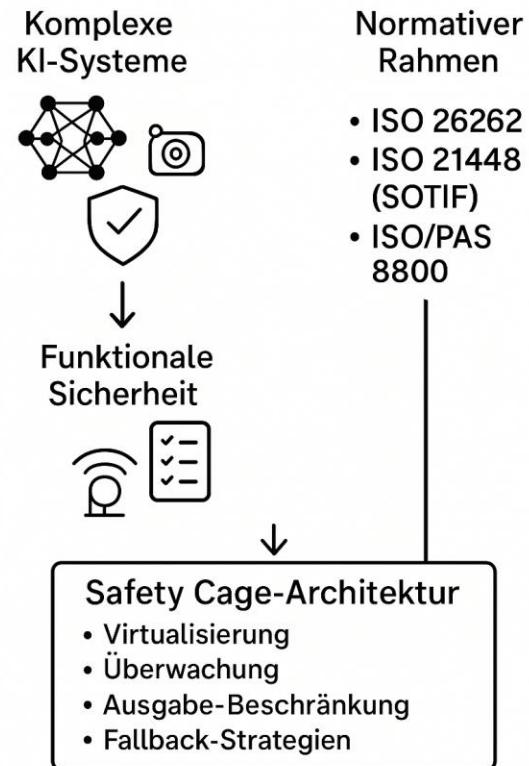 Komplexe
KI-Systeme
Normativer
Rahmen
• ISO 26262
• ISO 21448
(SOTIF)
• ISO/PAS
8800
Funktionale
Sicherheit
Safety Cage-Architektur
• Virtualisierung
• Überwachung
• Ausgabe-Beschränkung
• Fallback-Strategien